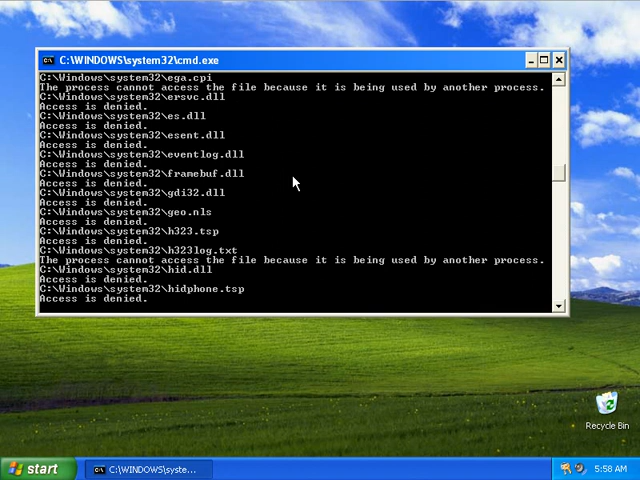 C:\WINDOWS\system32\cmd.exe
C:\Windows\system32\ega.cpi
The process cannot access the file because it is being used by another process.
C:\Windows\system32\ersvc.dll
Access is denied.
C:\Windows\system32\es.dll
Access is denied.
C:\Windows\system32\esent.dll
Access is denied.
C:\Windows\system32\eventlog.dll
Access is denied.
C:\Windows\system32\framebuf.dll
Access is denied.
C:\Windows\system32\gdi32.dll
Access is denied.
C:\Windows\system32\geo.nls
Access is denied.
C:\Windows\system32\h323.tsp
Access is denied.
C:\Windows\system32\h323log.txt
The process cannot access the file because it is being used by another process.
C:\Windows\system32\hid.dll
Access is denied.
C:\Windows\system32\hidphone.tsp
Access is denied.
Recycle Bin
start
C:\WINDOWS\syste...
5:58 AM